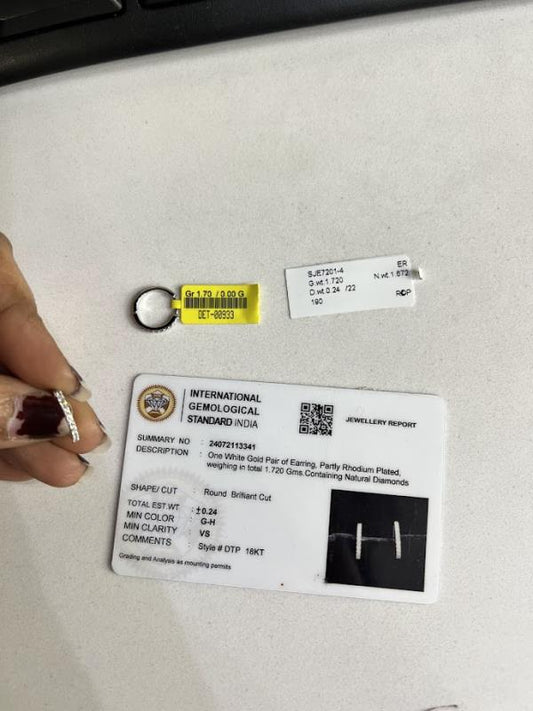 SJE7201-4 ER
G.wt.1.720 N.wt.1.672
D.wt.0.24 /22
190 RCP
Gr 1.70 / 0.00 G
DET-00933
INTERNATIONAL
GEMOLOGICAL
STANDARD INDIA
JEWELLERY REPORT
SUMMARY NO : 24072113341
DESCRIPTION : One White Gold Pair of Earring, Partly Rhodium Plated,
weighing in total 1.720 Gms.Containing Natural Diamonds
SHAPE/CUT Round Brilliant Cut
TOTAL EST.WT : ±0.24
MIN COLOR G-H
MIN CLARITY VS
COMMENTS Style # DTP 18KT
Grading and Analysis as mounting permits